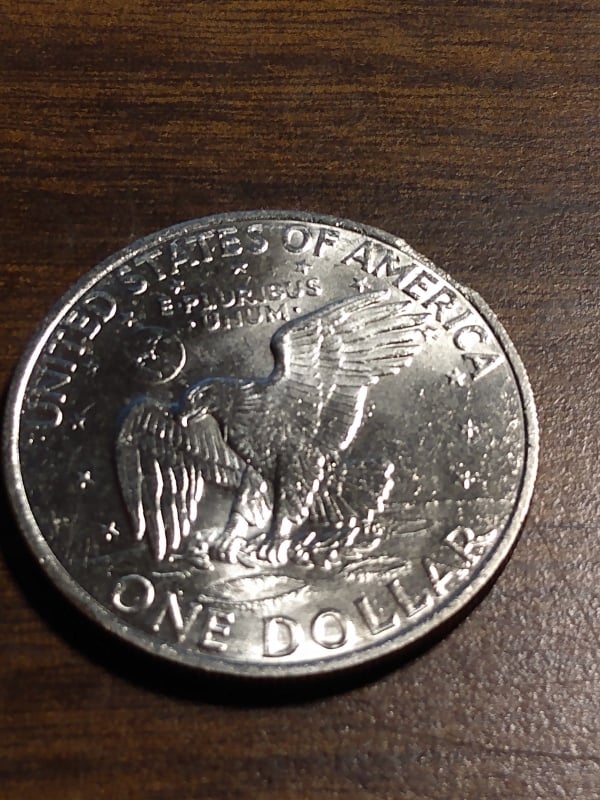 UNITED STATES OF AMERICA
E·PLURIBUS
·UNUM·
ONE DOLLAR